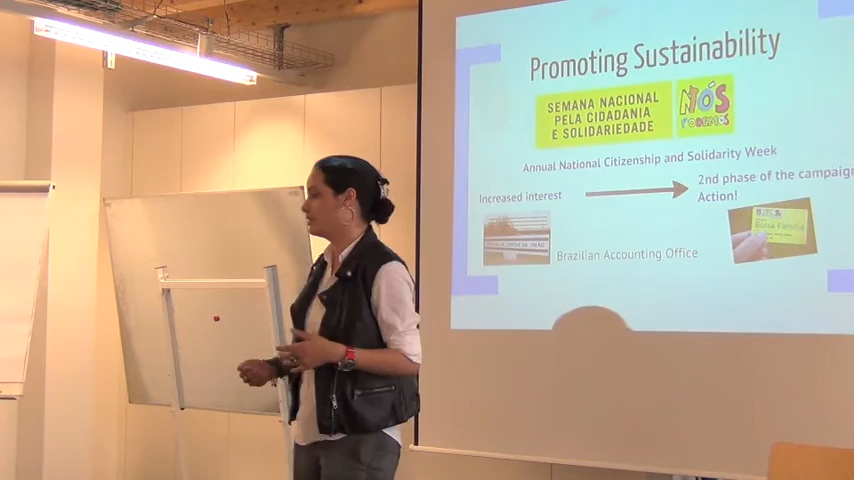 Promoting Sustainability
SEMANA NACIONAL
PELA CIDADANIA
E SOLIDARIEDADE
NÓS
PODEMOS
Annual National Citizenship and Solidarity Week
Increased interest
2nd phase of the campaign
Action!
Bolsa Família
Brazilian Accounting Office